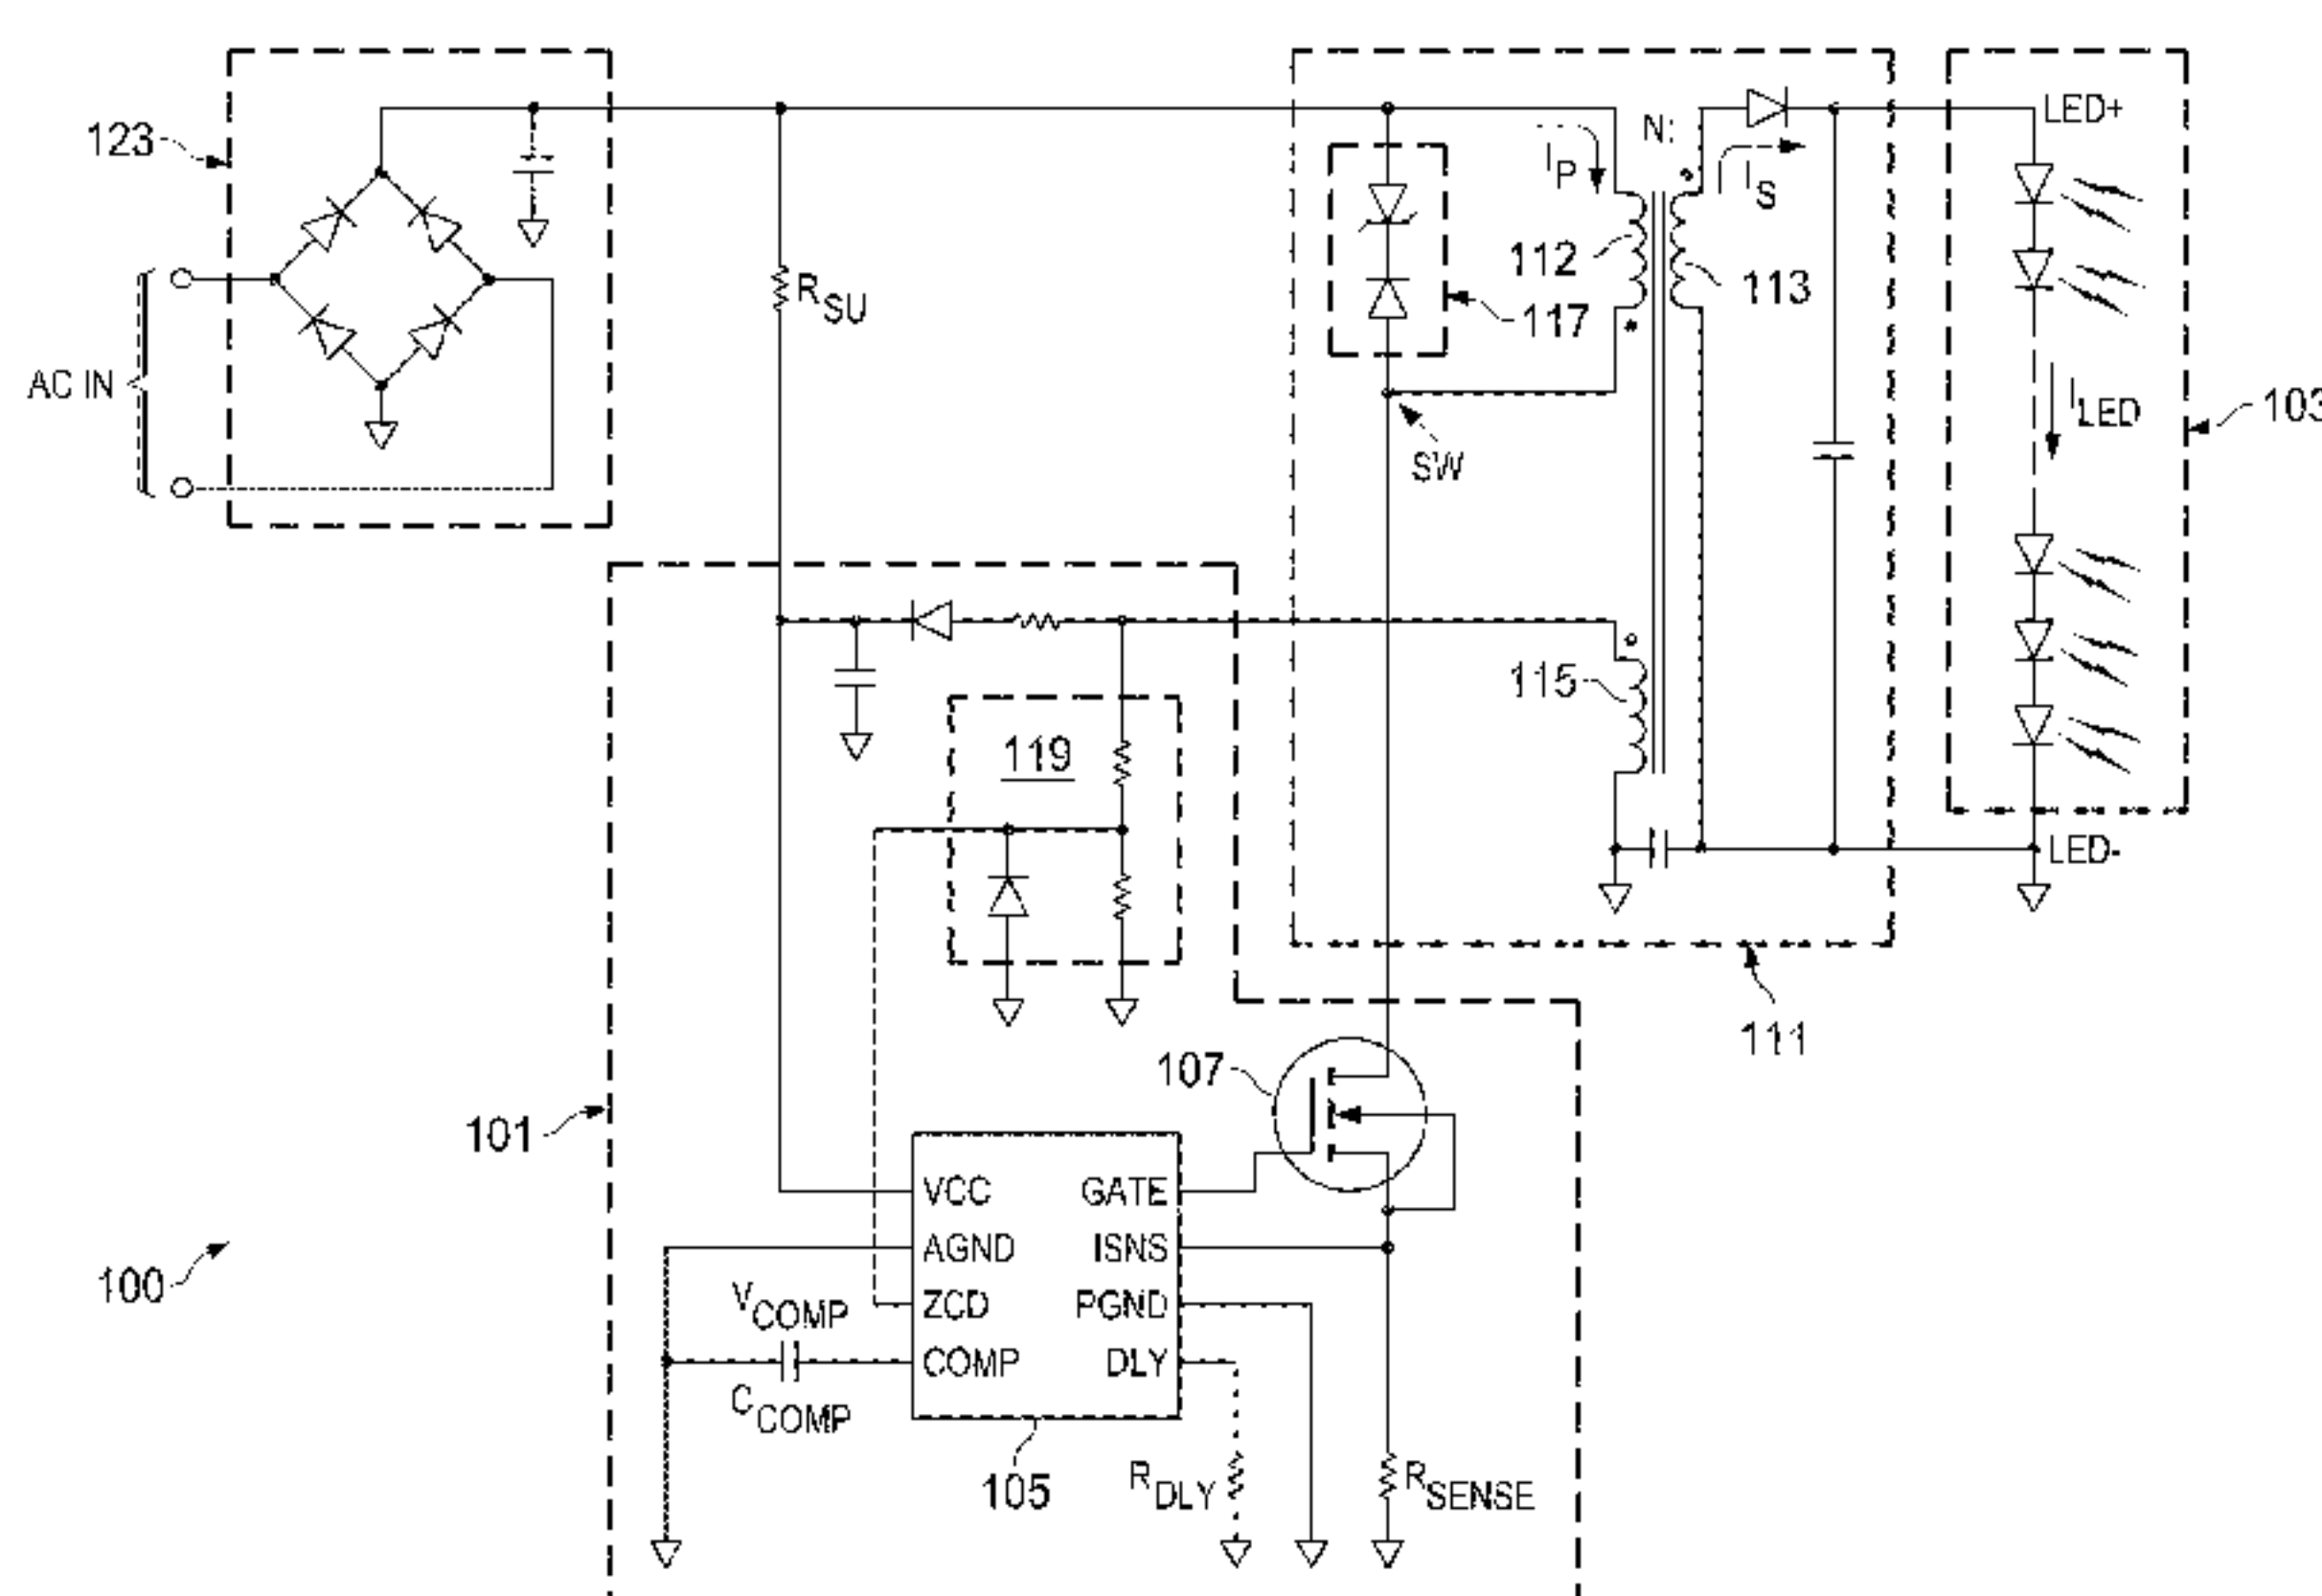 123
AC IN
R_SU
117
SW
I_P
N:
I_S
112
113
LED+
I_LED
103
115
LED-
119
111
101
107
100
VCC
AGND
ZCD
COMP
GATE
ISNS
PGND
DLY
V_COMP
C_COMP
105
R_DLY
R_SENSE